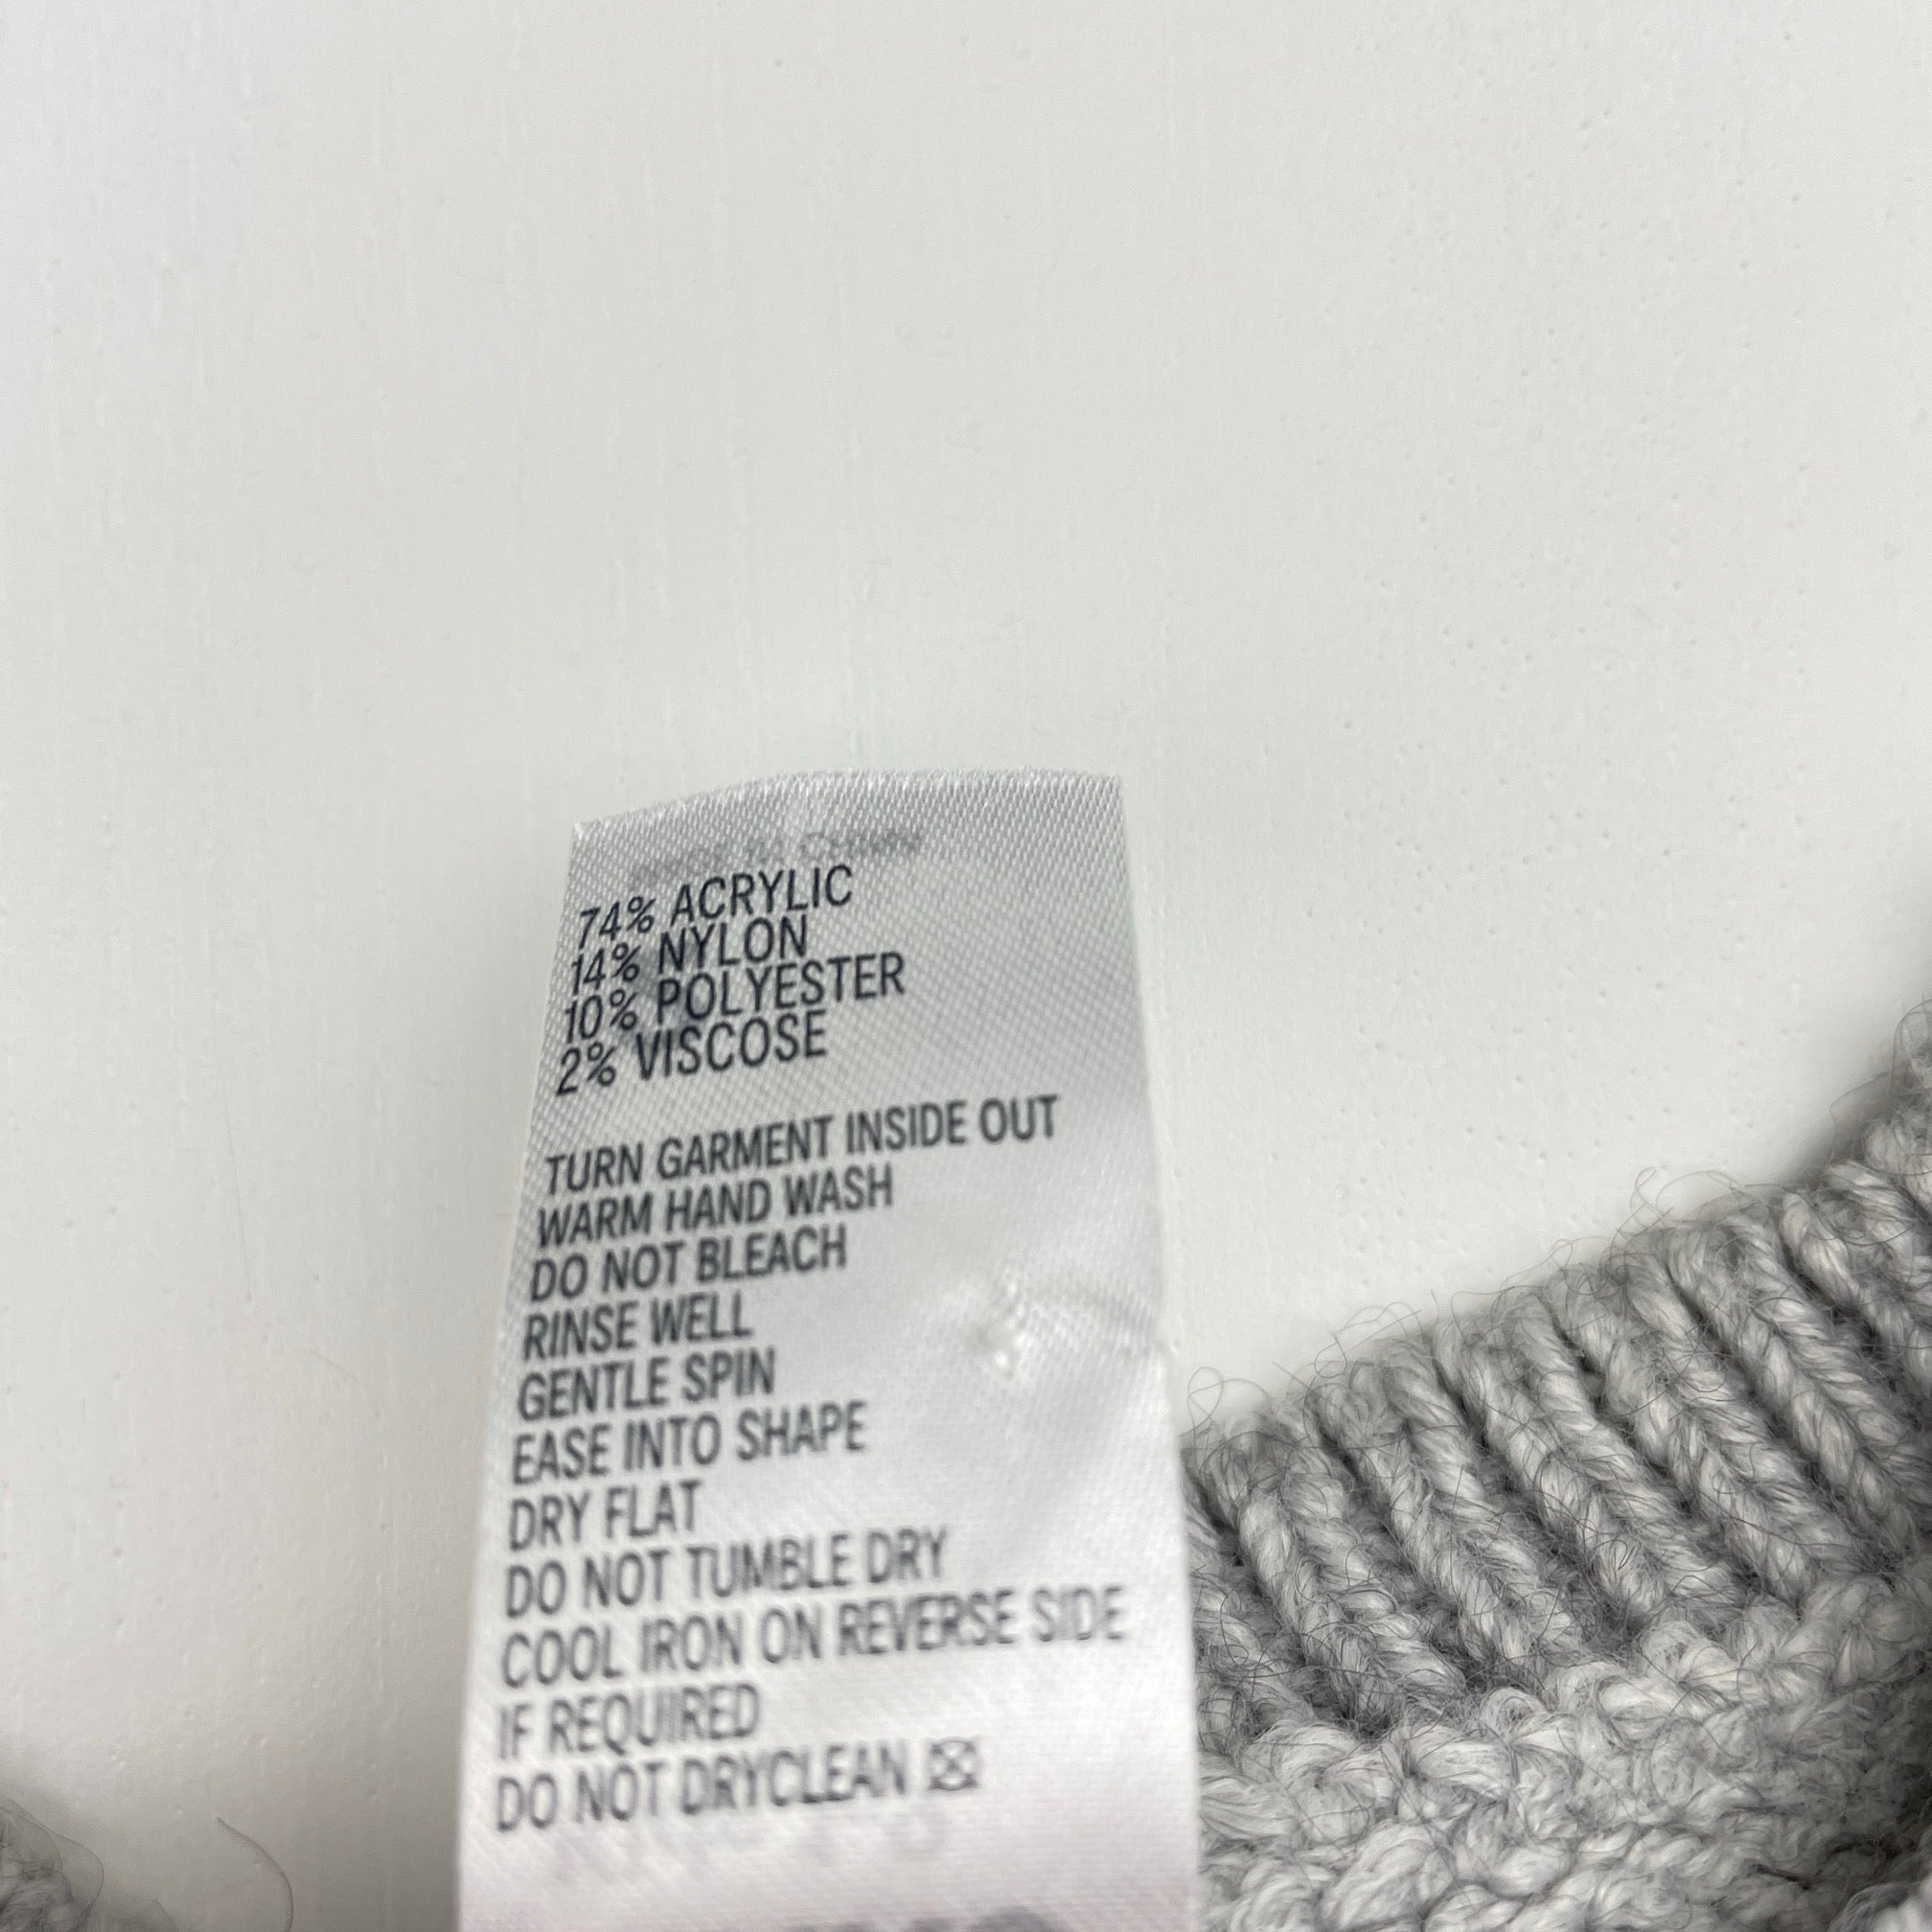 74% ACRYLIC
14% NYLON
10% POLYESTER
2% VISCOSE
TURN GARMENT INSIDE OUT
WARM HAND WASH
DO NOT BLEACH
RINSE WELL
GENTLE SPIN
EASE INTO SHAPE
DRY FLAT
DO NOT TUMBLE DRY
COOL IRON ON REVERSE SIDE
IF REQUIRED
DO NOT DRYCLEAN